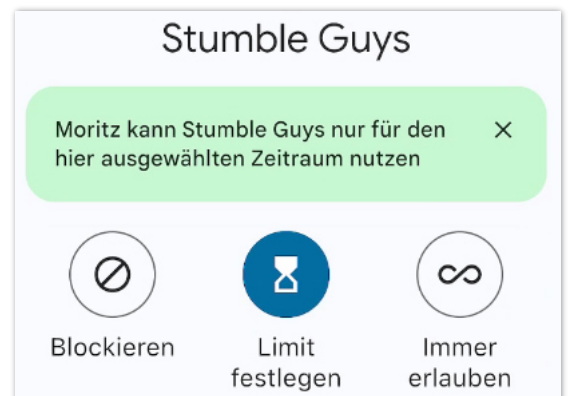 Stumble Guys
Moritz kann Stumble Guys nur für den
hier ausgewählten Zeitraum nutzen
Blockieren
Limit
festlegen
Immer
erlauben